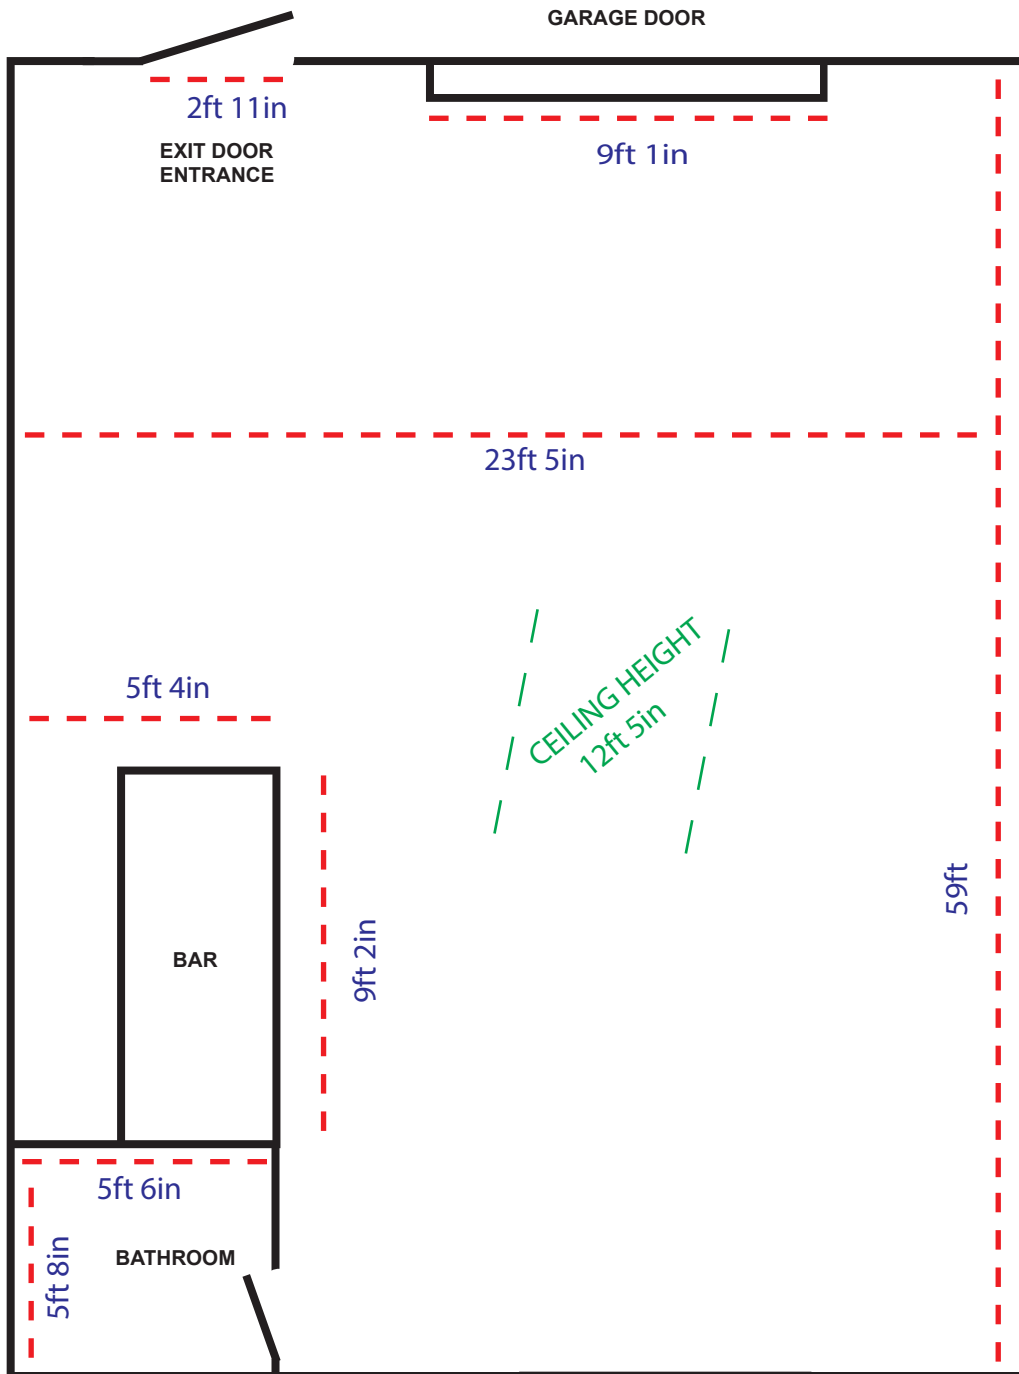 GARAGE DOOR
2ft 11in
EXIT DOOR
ENTRANCE
9ft 1in
23ft 5in
CEILING HEIGHT
12ft 5in
5ft 4in
59ft
9ft 2in
BAR
5ft 6in
BATHROOM
5ft 8in